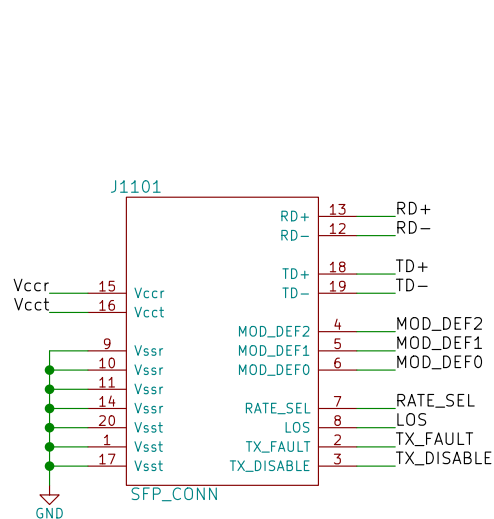 J1101
13 RD+
RD+
12 RD-
RD-
18 TD+
TD+
19 TD-
TD-
Vccr 15 Vccr
Vcct 16 Vcct
MOD_DEF2 4 MOD_DEF2
9 Vssr MOD_DEF1 5 MOD_DEF1
10 Vssr MOD_DEF0 6 MOD_DEF0
11 Vssr
14 Vssr RATE_SEL 7 RATE_SEL
20 Vsst LOS 8 LOS
1 Vsst TX_FAULT 2 TX_FAULT
17 Vsst TX_DISABLE 3 TX_DISABLE
SFP_CONN
GND